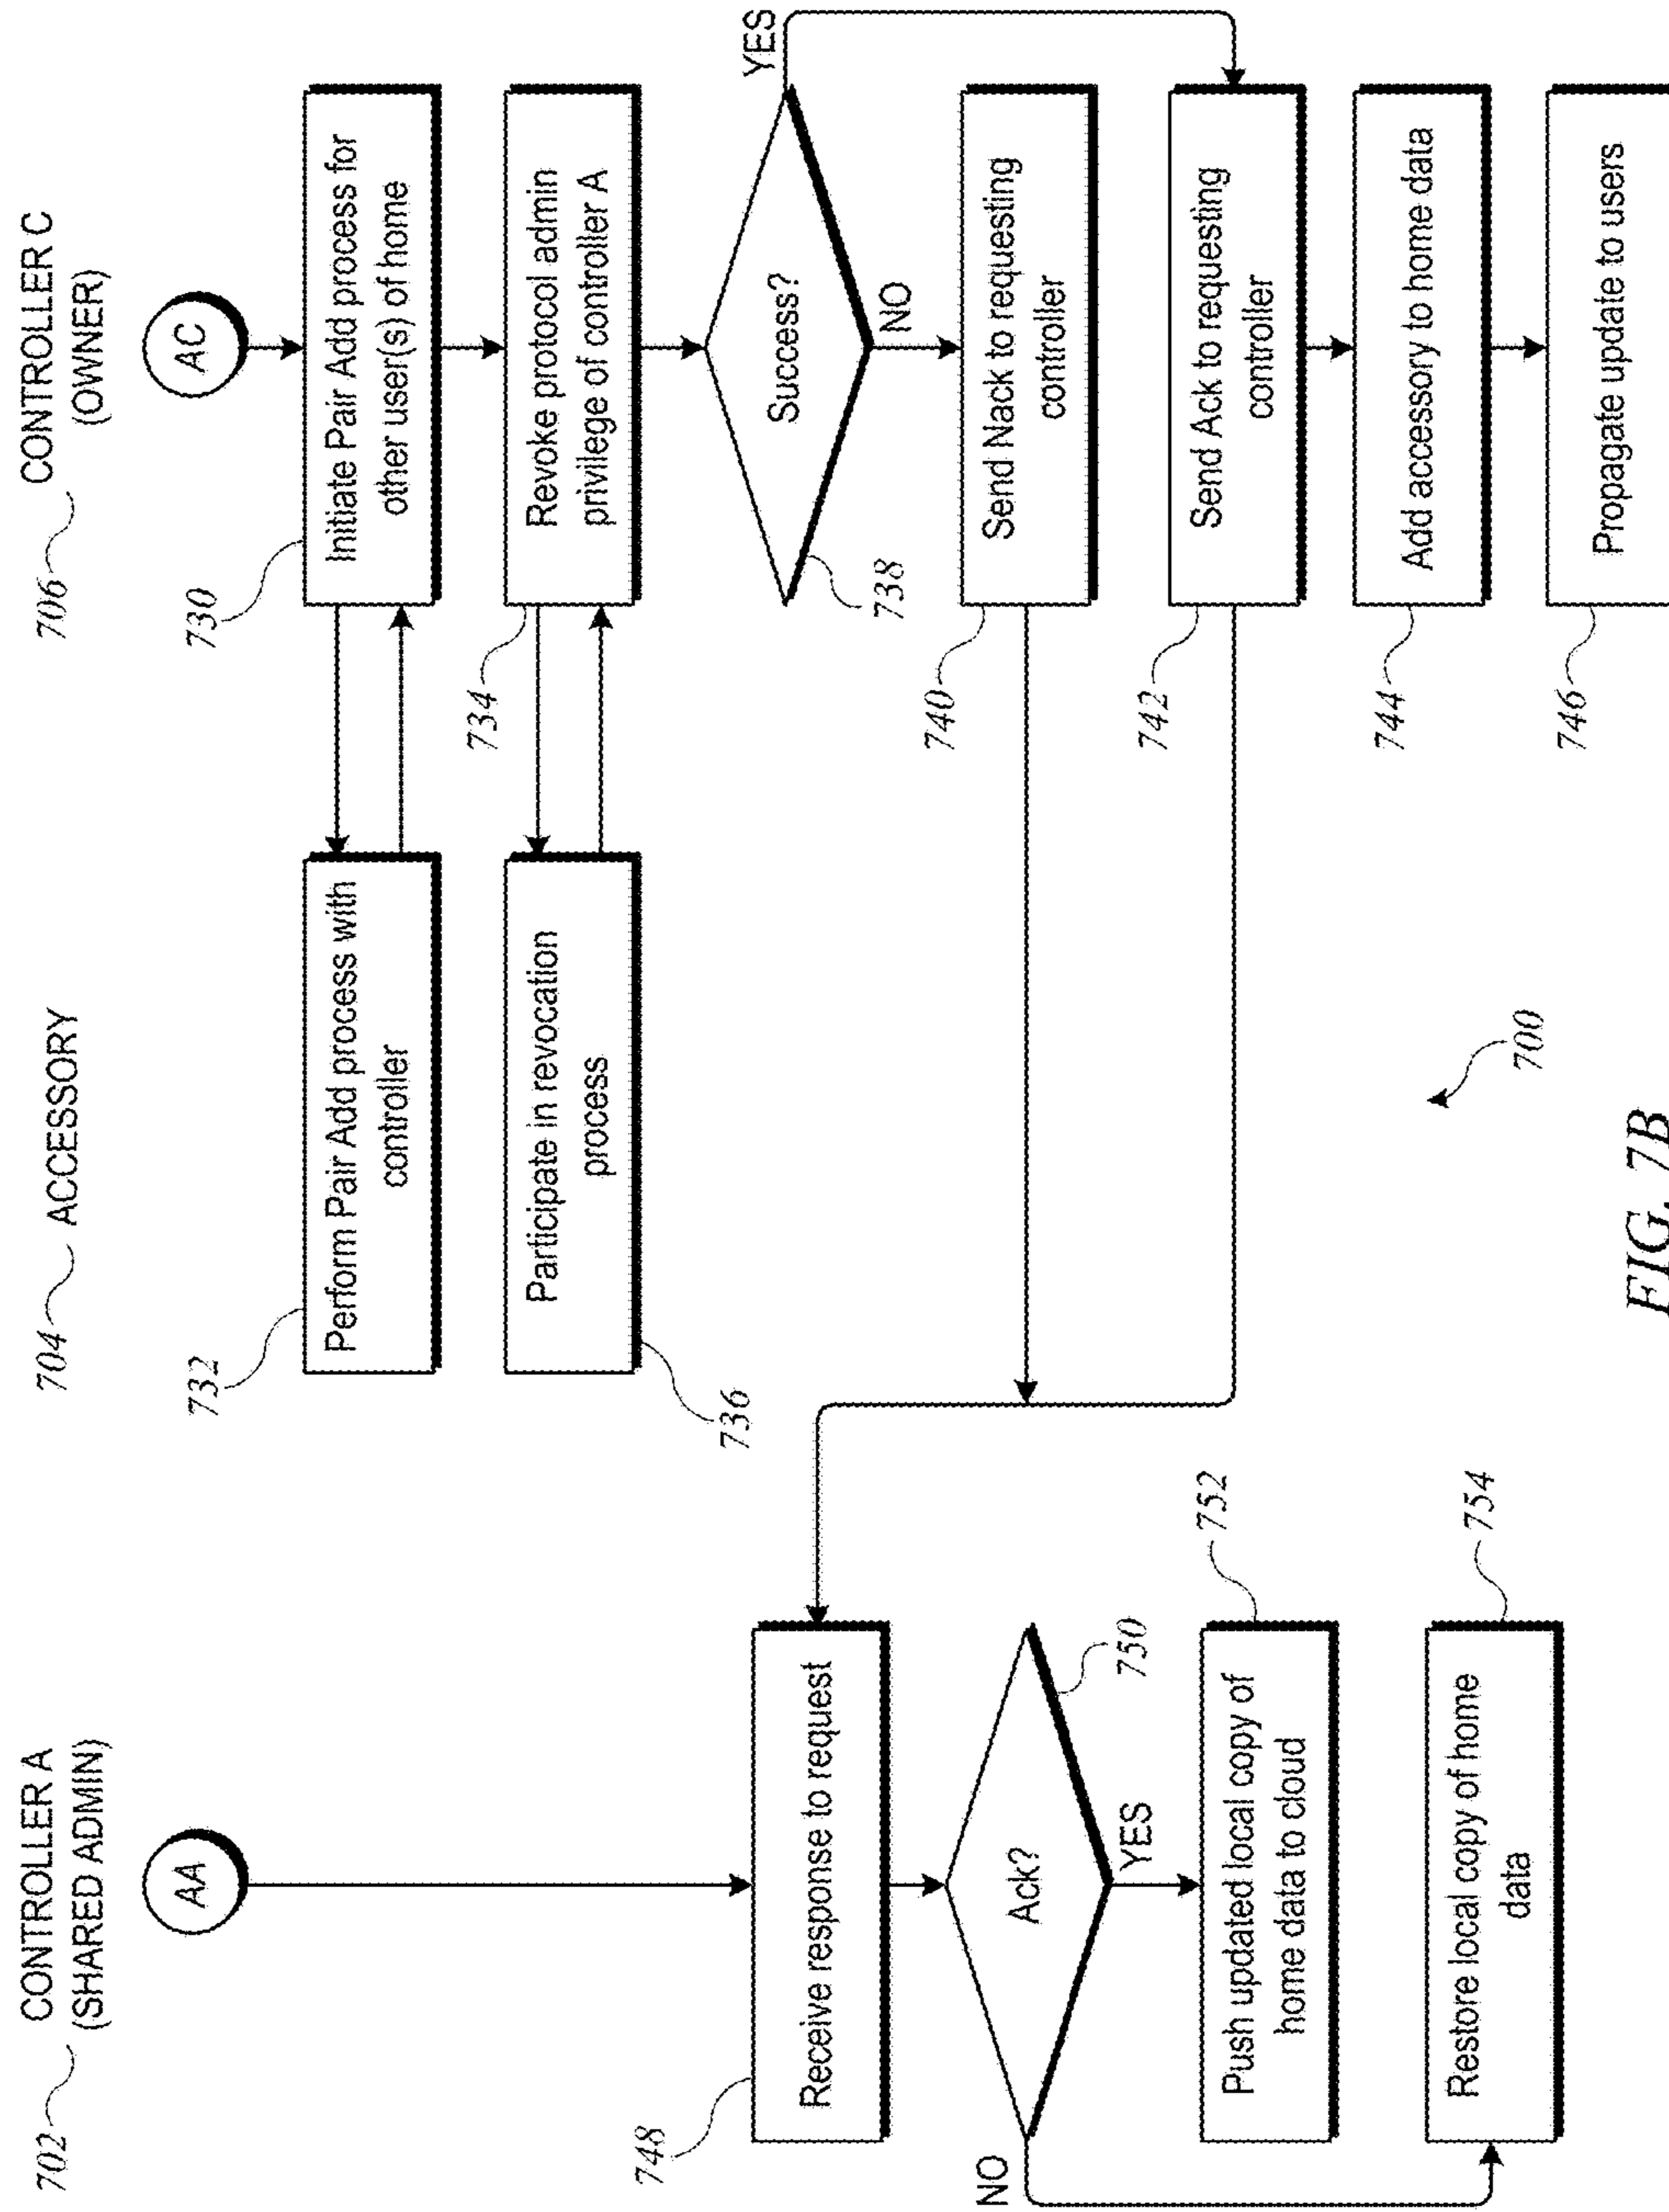 702 CONTROLLER A
(SHARED ADMIN)
704 ACCESSORY
706 CONTROLLER C
(OWNER)
AA
AC
730
Initiate Pair Add process for
other user(s) of home
732
Perform Pair Add process with
controller
734
Revoke protocol admin
privilege of controller A
Participate in revocation
process
736
Success?
YES
NO
738
740
Send Nack to requesting
controller
742
Send Ack to requesting
controller
744
Add accessory to home data
746
Propagate update to users
748
Receive response to request
Ack?
750
NO
YES
Push updated local copy of
home data to cloud
752
Restore local copy of home
data
754
700
FIG. 7B